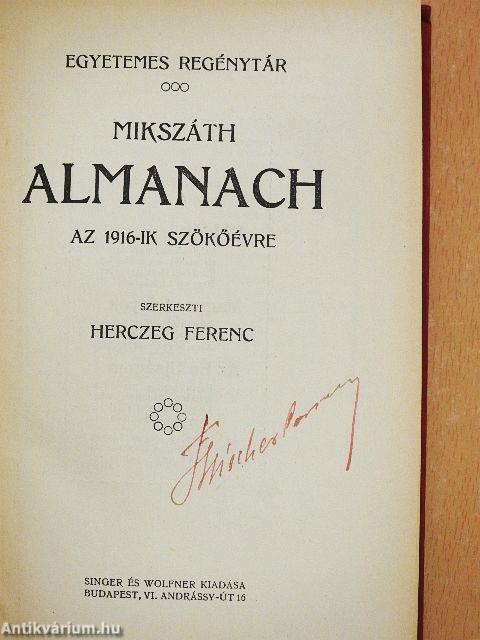 EGYETEMES REGÉNYTÁR
MIKSZÁTH
ALMANACH
AZ 1916-IK SZÖKŐÉVRE
SZERKESZTI
HERCZEG FERENC
SINGER ÉS WOLFNER KIADÁSA
BUDAPEST, VI. ANDRÁSSY-ÚT 16
Antikvárium.hu